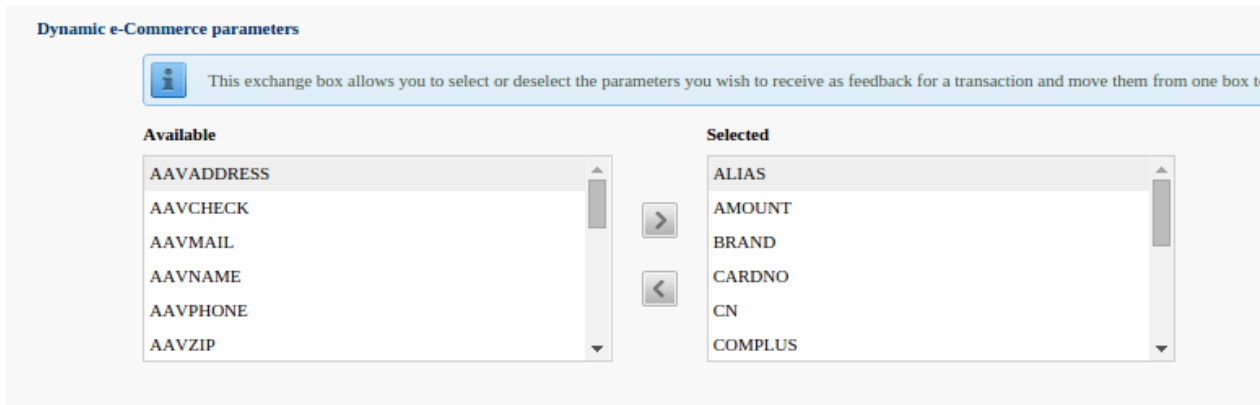 Dynamic e-Commerce parameters
This exchange box allows you to select or deselect the parameters you wish to receive as feedback for a transaction and move them from one box
Available
Selected
AAVADDRESS
AAVCHECK
AAVMAIL
AAVNAME
AAVPHONE
AAVZIP
ALIAS
AMOUNT
BRAND
CARDNO
CN
COMPLUS